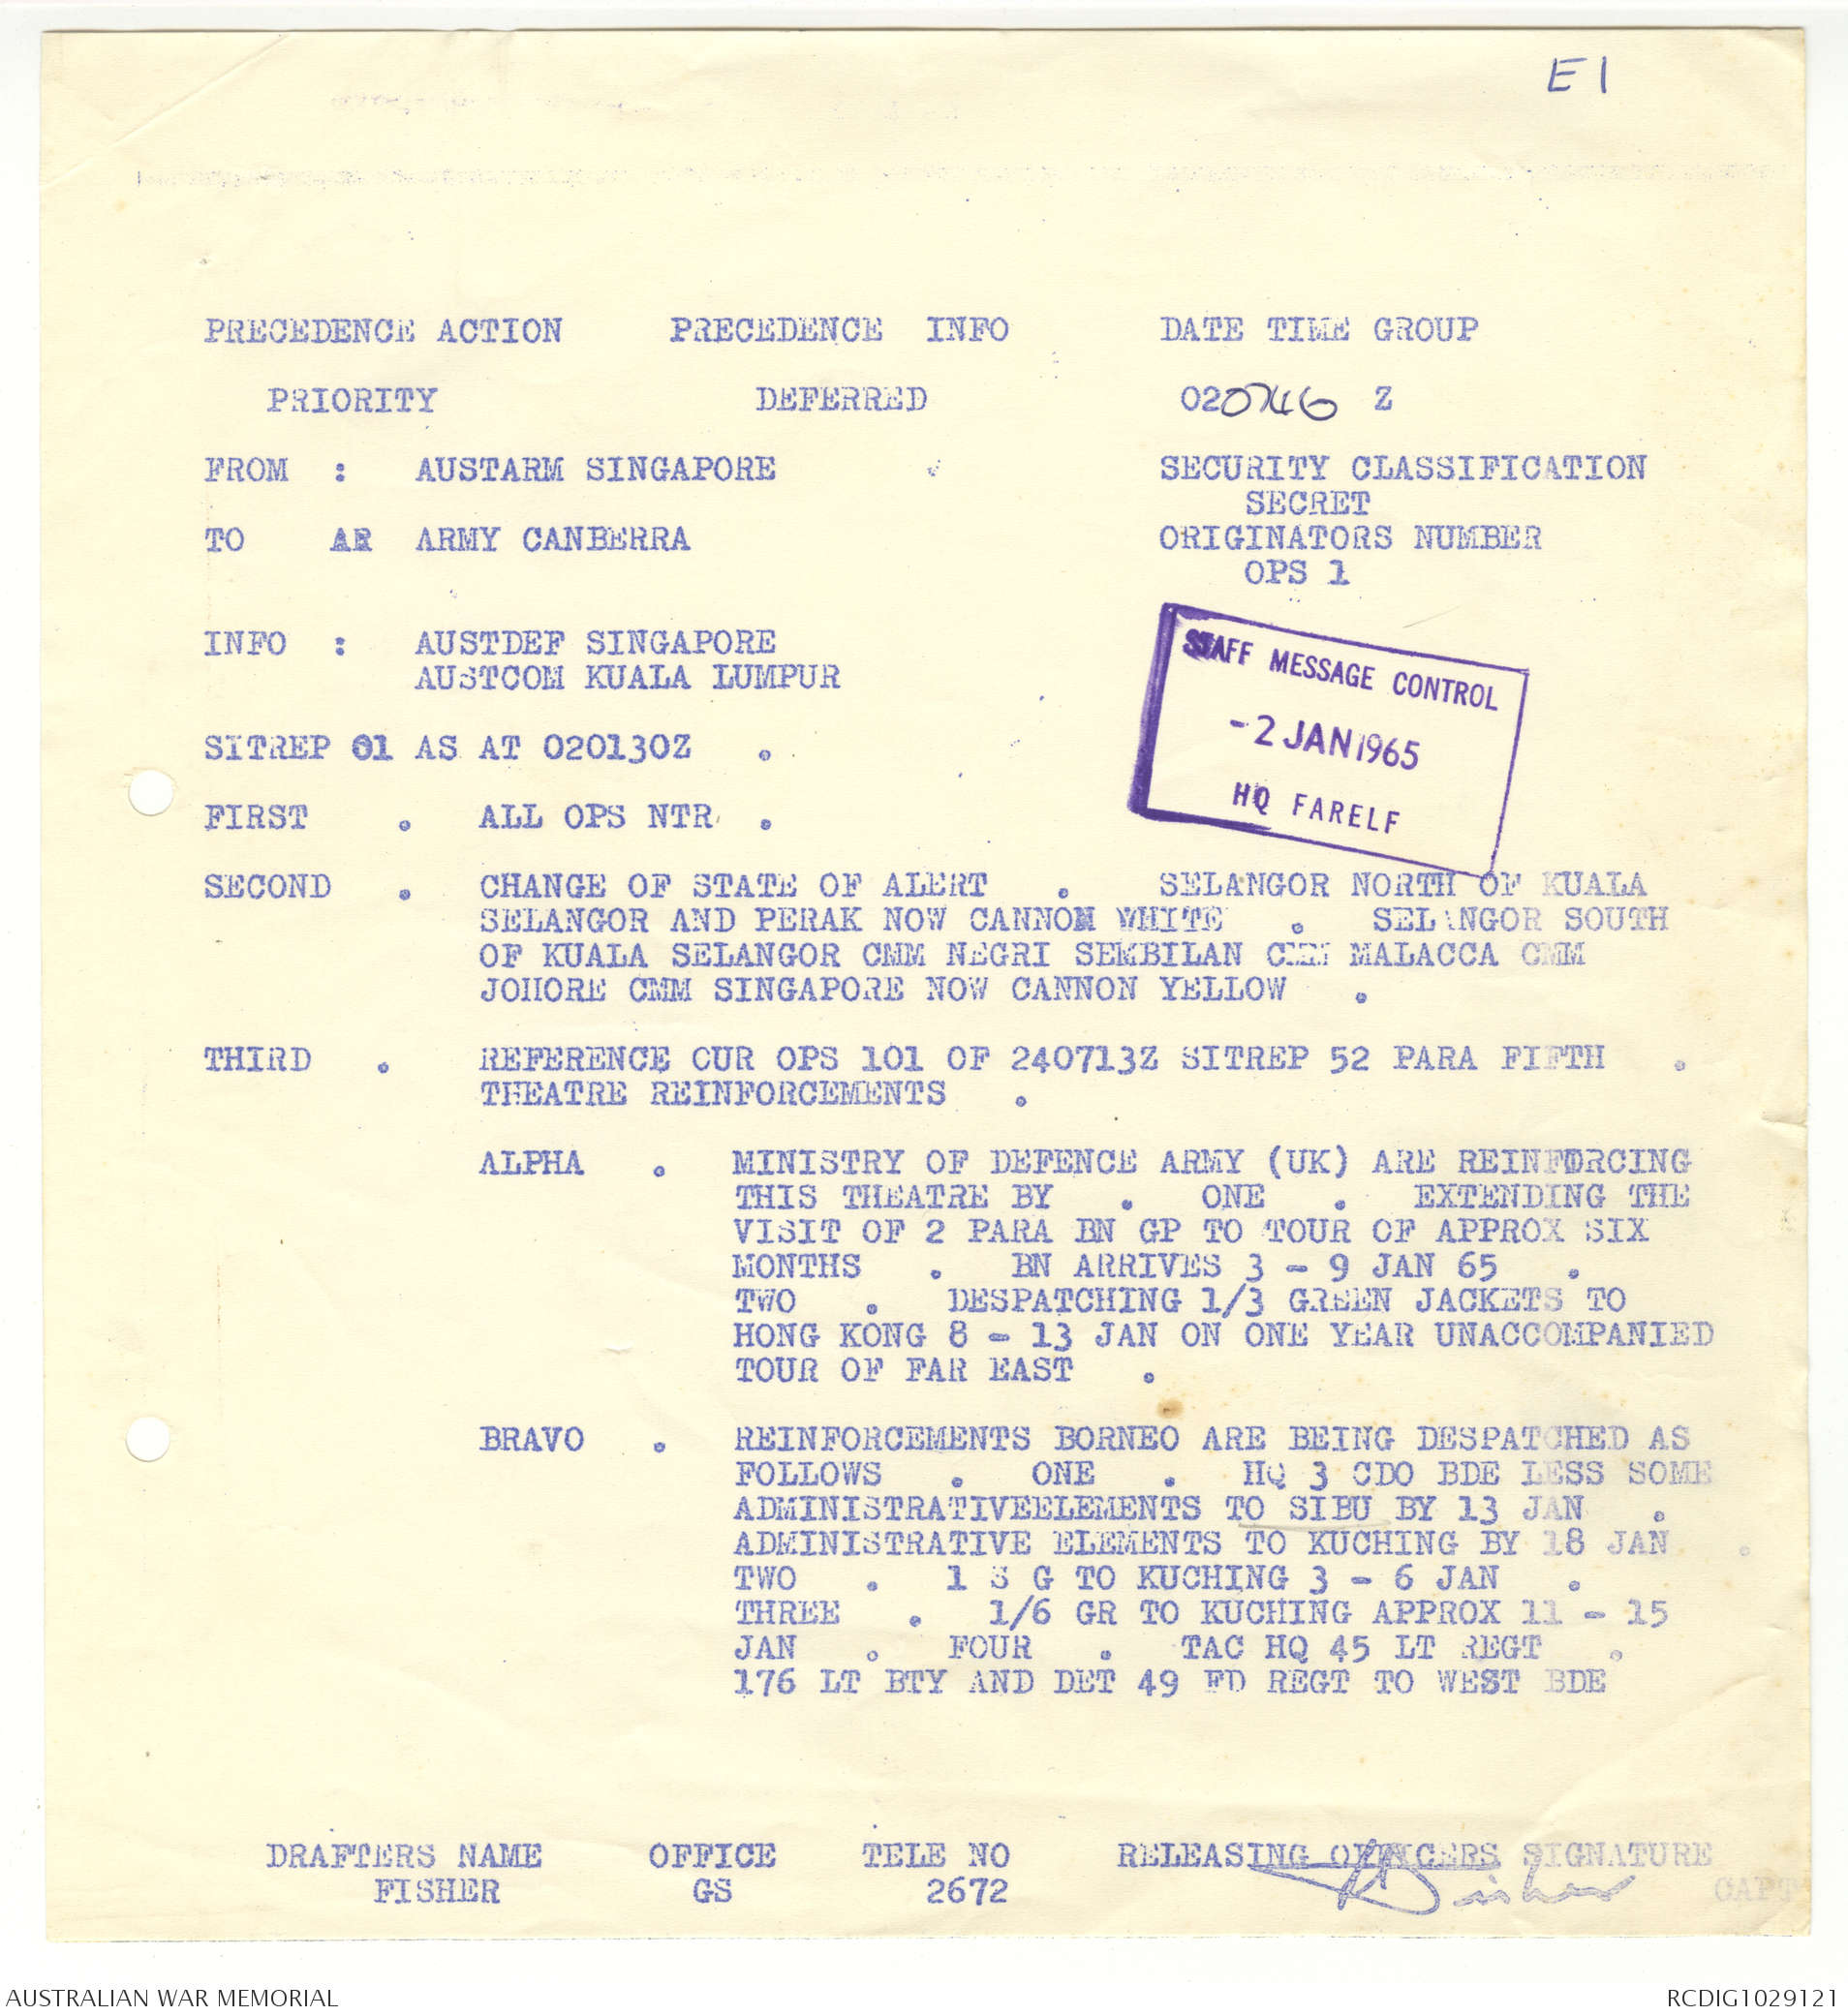 E1
PRECEDENCE ACTION PRECEDENCE INFO DATE TIME GROUP
PRIORITY DEFERRED 020746 Z
FROM : AUSTARM SINGAPORE SECURITY CLASSIFICATION
SECRET
TO AR ARMY CANBERRA ORIGINATORS NUMBER
OPS 1
INFO : AUSTDEF SINGAPORE
AUSTCOM KUALA LUMPUR
STAFF MESSAGE CONTROL
-2 JAN 1965
HQ FARELF
SITREP 01 AS AT 020130Z .
FIRST . ALL OPS NTR .
SECOND . CHANGE OF STATE OF ALERT . SELANGOR NORTH OF KUALA
SELANGOR AND PERAK NOW CANNON WHITE . SELANGOR SOUTH
OF KUALA SELANGOR CMM NEGRI SEMBILAN CMM MALACCA CMM
JOHORE CMM SINGAPORE NOW CANNON YELLOW .
THIRD . REFERENCE OUR OPS 101 OF 240713Z SITREP 52 PARA FIFTH .
THEATRE REINFORCEMENTS .
ALPHA . MINISTRY OF DEFENCE ARMY (UK) ARE REINFORCING
THIS THEATRE BY . ONE . EXTENDING THE
VISIT OF 2 PARA BN GP TO TOUR OF APPROX SIX
MONTHS . BN ARRIVES 3 - 9 JAN 65 .
TWO . DESPATCHING 1/3 GREEN JACKETS TO
HONG KONG 8 - 13 JAN ON ONE YEAR UNACCOMPANIED
TOUR OF FAR EAST .
BRAVO . REINFORCEMENTS BORNEO ARE BEING DESPATCHED AS
FOLLOWS . ONE . HQ 3 CDO BDE LESS SOME
ADMINISTRATIVEELEMENTS TO SIBU BY 13 JAN .
ADMINISTRATIVE ELEMENTS TO KUCHING BY 18 JAN .
TWO . 1 S G TO KUCHING 3 - 6 JAN .
THREE . 1/6 GR TO KUCHING APPROX 11 - 15
JAN . FOUR . TAC HQ 45 LT REGT .
176 LT BTY AND DET 49 FD REGT TO WEST BDE
DRAFTERS NAME OFFICE TELE NO RELEASING OFFICERS SIGNATURE
FISHER GS 2672 Fisher CAPT
AUSTRALIAN WAR MEMORIAL RCDIG1029121